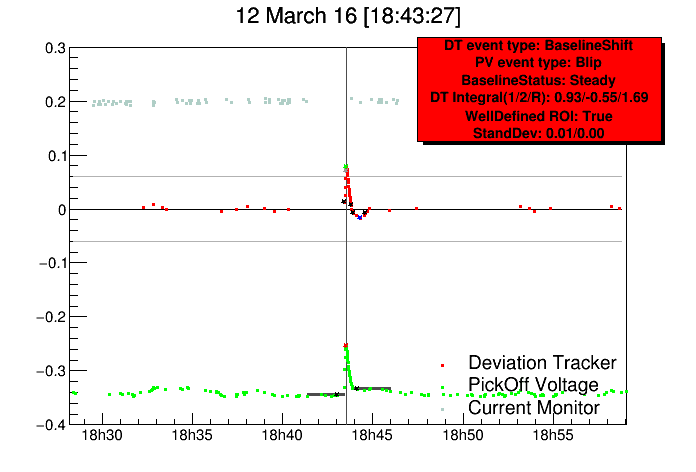 12 March 16 [18:43:27]
DT event type: BaselineShift
PV event type: Blip
BaselineStatus: Steady
DT Integral(1/2/R): 0.93/-0.55/1.69
WellDefined ROI: True
StandDev: 0.01/0.00
0.3
0.2
0.1
0
−0.1
−0.2
−0.3
−0.4
Deviation Tracker
PickOff Voltage
Current Monitor
18h30
18h35
18h40
18h45
18h50
18h55